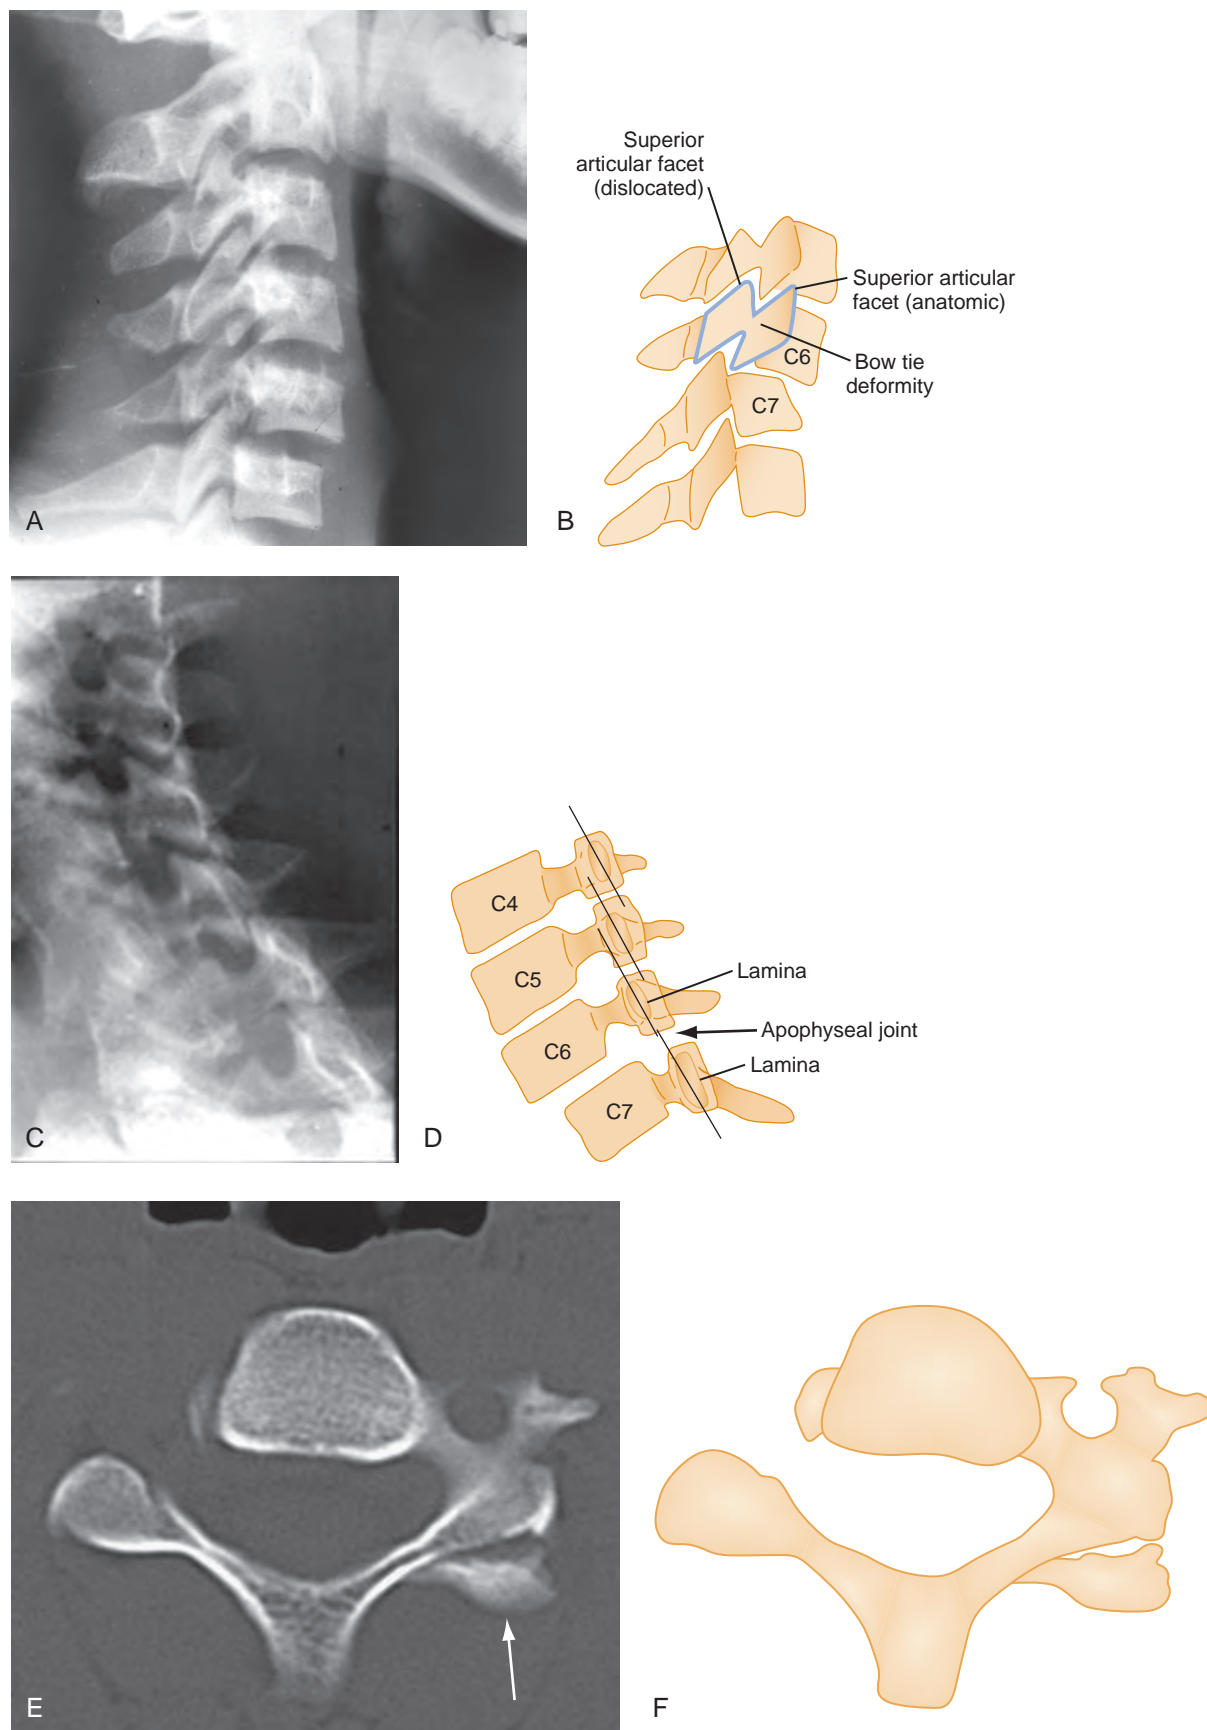 A
Superior
articular facet
(dislocated)
Superior articular
facet (anatomic)
C6
Bow tie
deformity
C7
B
C
C4
C5
Lamina
Apophyseal joint
C6
Lamina
C7
D
E
F